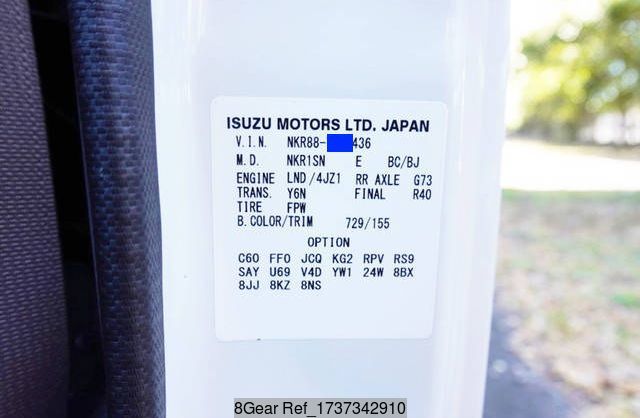 ISUZU MOTORS LTD. JAPAN
V.I.N. NKR88- 436
M.D. NKR1SN E BC/BJ
ENGINE LND/4JZ1 RR AXLE G73
TRANS. Y6N FINAL R40
TIRE FPW
B.COLOR/TRIM 729/155
OPTION
C60 FF0 JCQ KG2 RPV RS9
SAY U69 V4D YW1 24W 8BX
8JJ 8KZ 8NS
8Gear Ref_1737342910